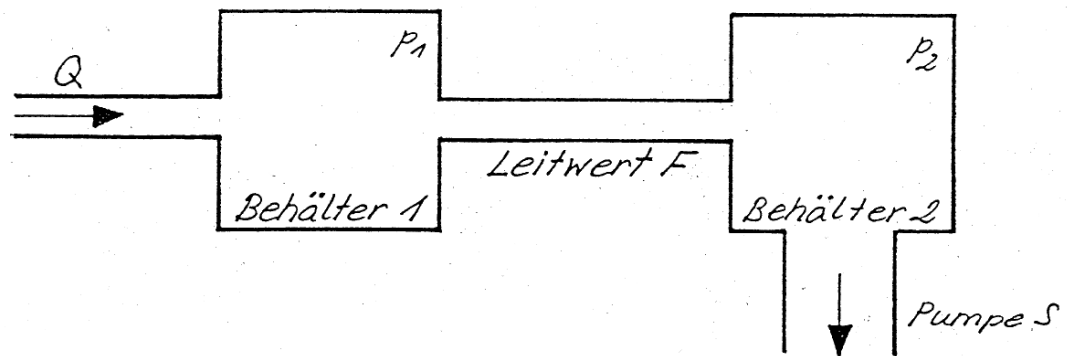 Q
p1
p2
Leitwert F
Behälter 1
Behälter 2
Pumpe S